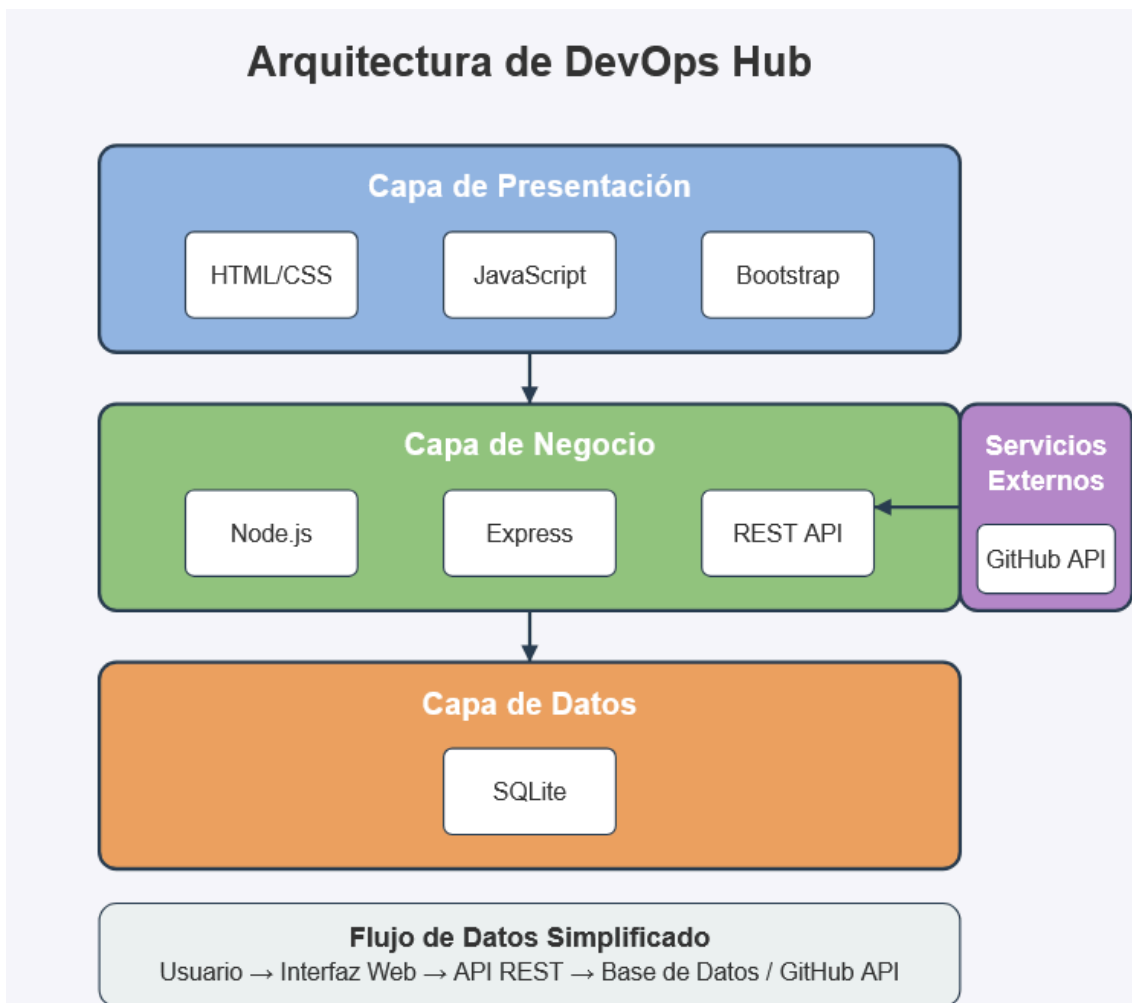 Arquitectura de DevOps Hub
Capa de Presentación
HTML/CSS
JavaScript
Bootstrap
Capa de Negocio
Node.js
Express
REST API
Servicios
Externos
GitHub API
Capa de Datos
SQLite
Flujo de Datos Simplificado
Usuario → Interfaz Web → API REST → Base de Datos / GitHub API